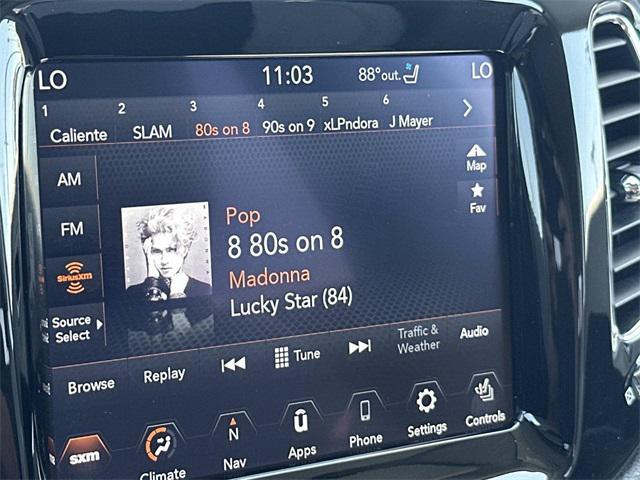 LO 11:03 88°out. LO
1 2 3 4 5 6
Caliente SLAM 80s on 8 90s on 9 xLPndora J Mayer
AM
Map
FM
Fav
SiriusXM
Source
Select
Pop
8 80s on 8
Madonna
Lucky Star (84)
Browse Replay Tune
Traffic &
Weather
Audio
sxm Climate Nav Apps Phone Settings Controls
N